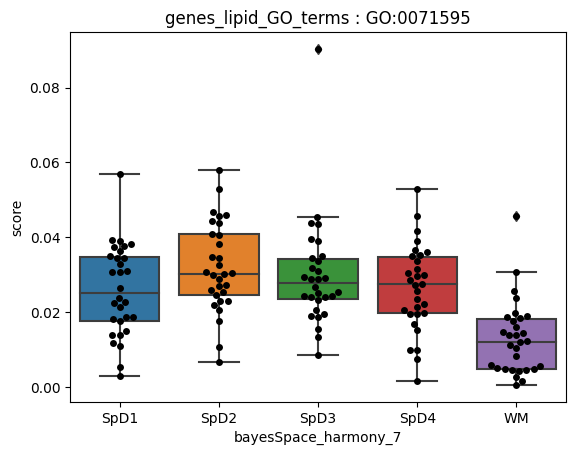 genes_lipid_GO_terms : GO:0071595
score
0.08
0.06
0.04
0.02
0.00
SpD1 SpD2 SpD3 SpD4 WM
bayesSpace_harmony_7